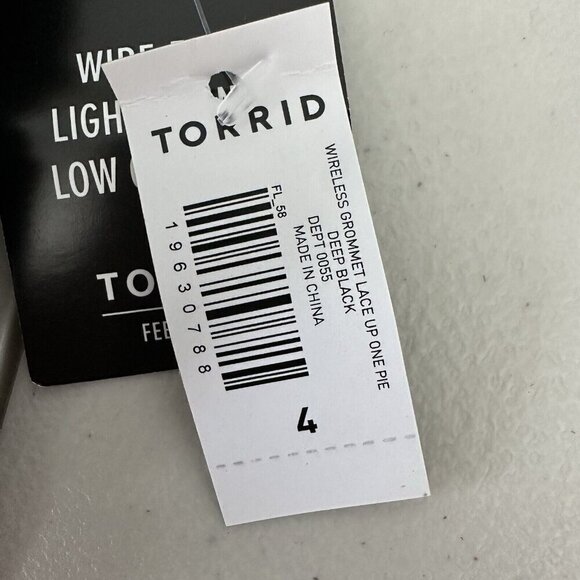 WIRE
LIGH
LOW
TO
FEE
TORRID
WIRELESS GROMMET LACE UP ONE PIE
DEEP BLACK
DEPT 0055
MADE IN CHINA
FL_58
19630788
4